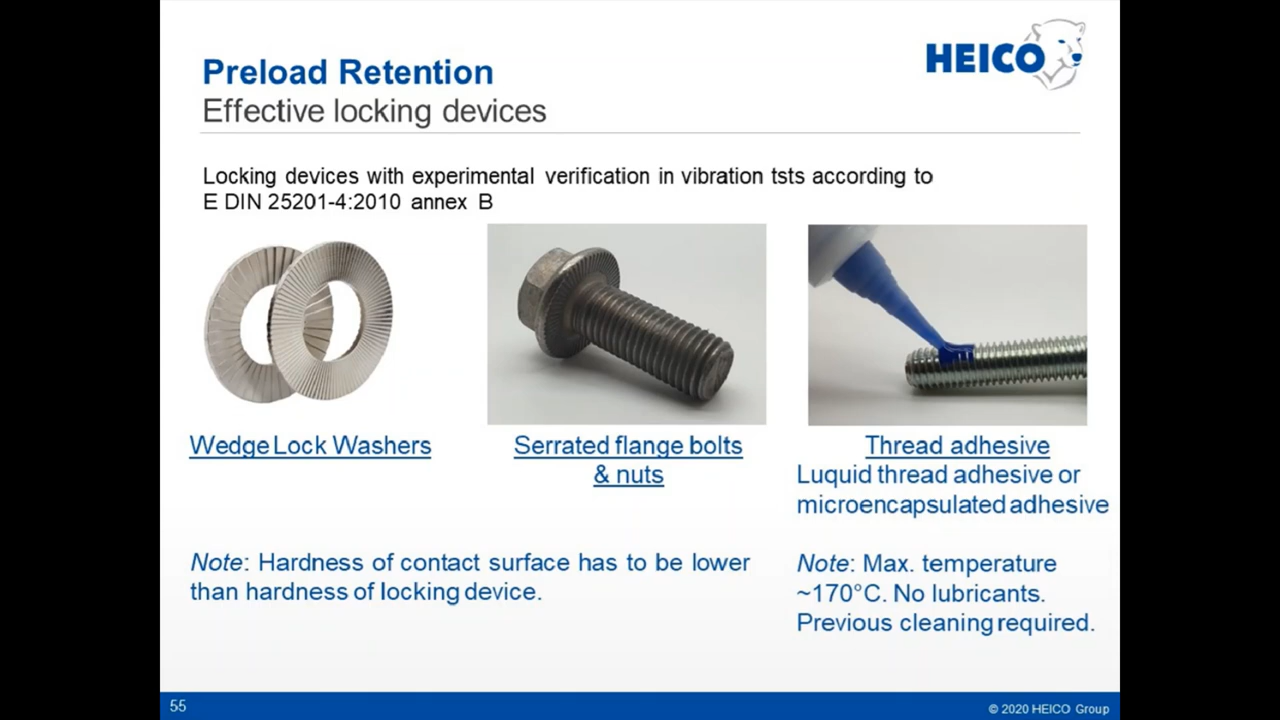 Preload Retention
HEICO
Effective locking devices
Locking devices with experimental verification in vibration tsts according to
E DIN 25201-4:2010 annex B
Wedge Lock Washers
Serrated flange bolts
& nuts
Thread adhesive
Luquid thread adhesive or
microencapsulated adhesive
Note: Hardness of contact surface has to be lower
than hardness of locking device.
Note: Max. temperature
~170°C. No lubricants.
Previous cleaning required.
55
© 2020 HEICO Group